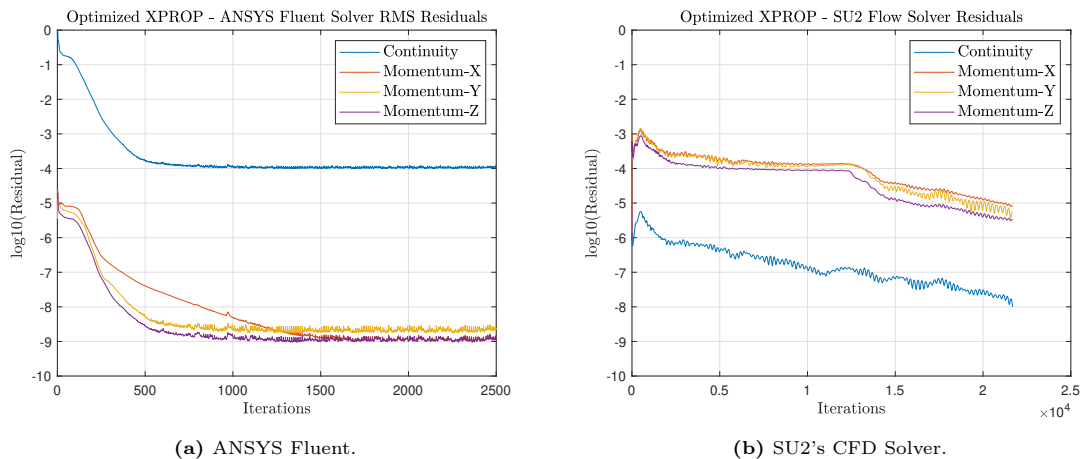 Optimized XPROP - ANSYS Fluent Solver RMS Residuals
0
-1
-2
-3
-4
-5
-6
-7
-8
-9
-10
log10(Residual)
Continuity
Momentum-X
Momentum-Y
Momentum-Z
0 500 1000 1500 2000 2500
Iterations
(a) ANSYS Fluent.
Optimized XPROP - SU2 Flow Solver Residuals
0
-1
-2
-3
-4
-5
-6
-7
-8
-9
-10
log10(Residual)
Continuity
Momentum-X
Momentum-Y
Momentum-Z
0 0.5 1 1.5 2 2.5
×10⁴
Iterations
(b) SU2's CFD Solver.